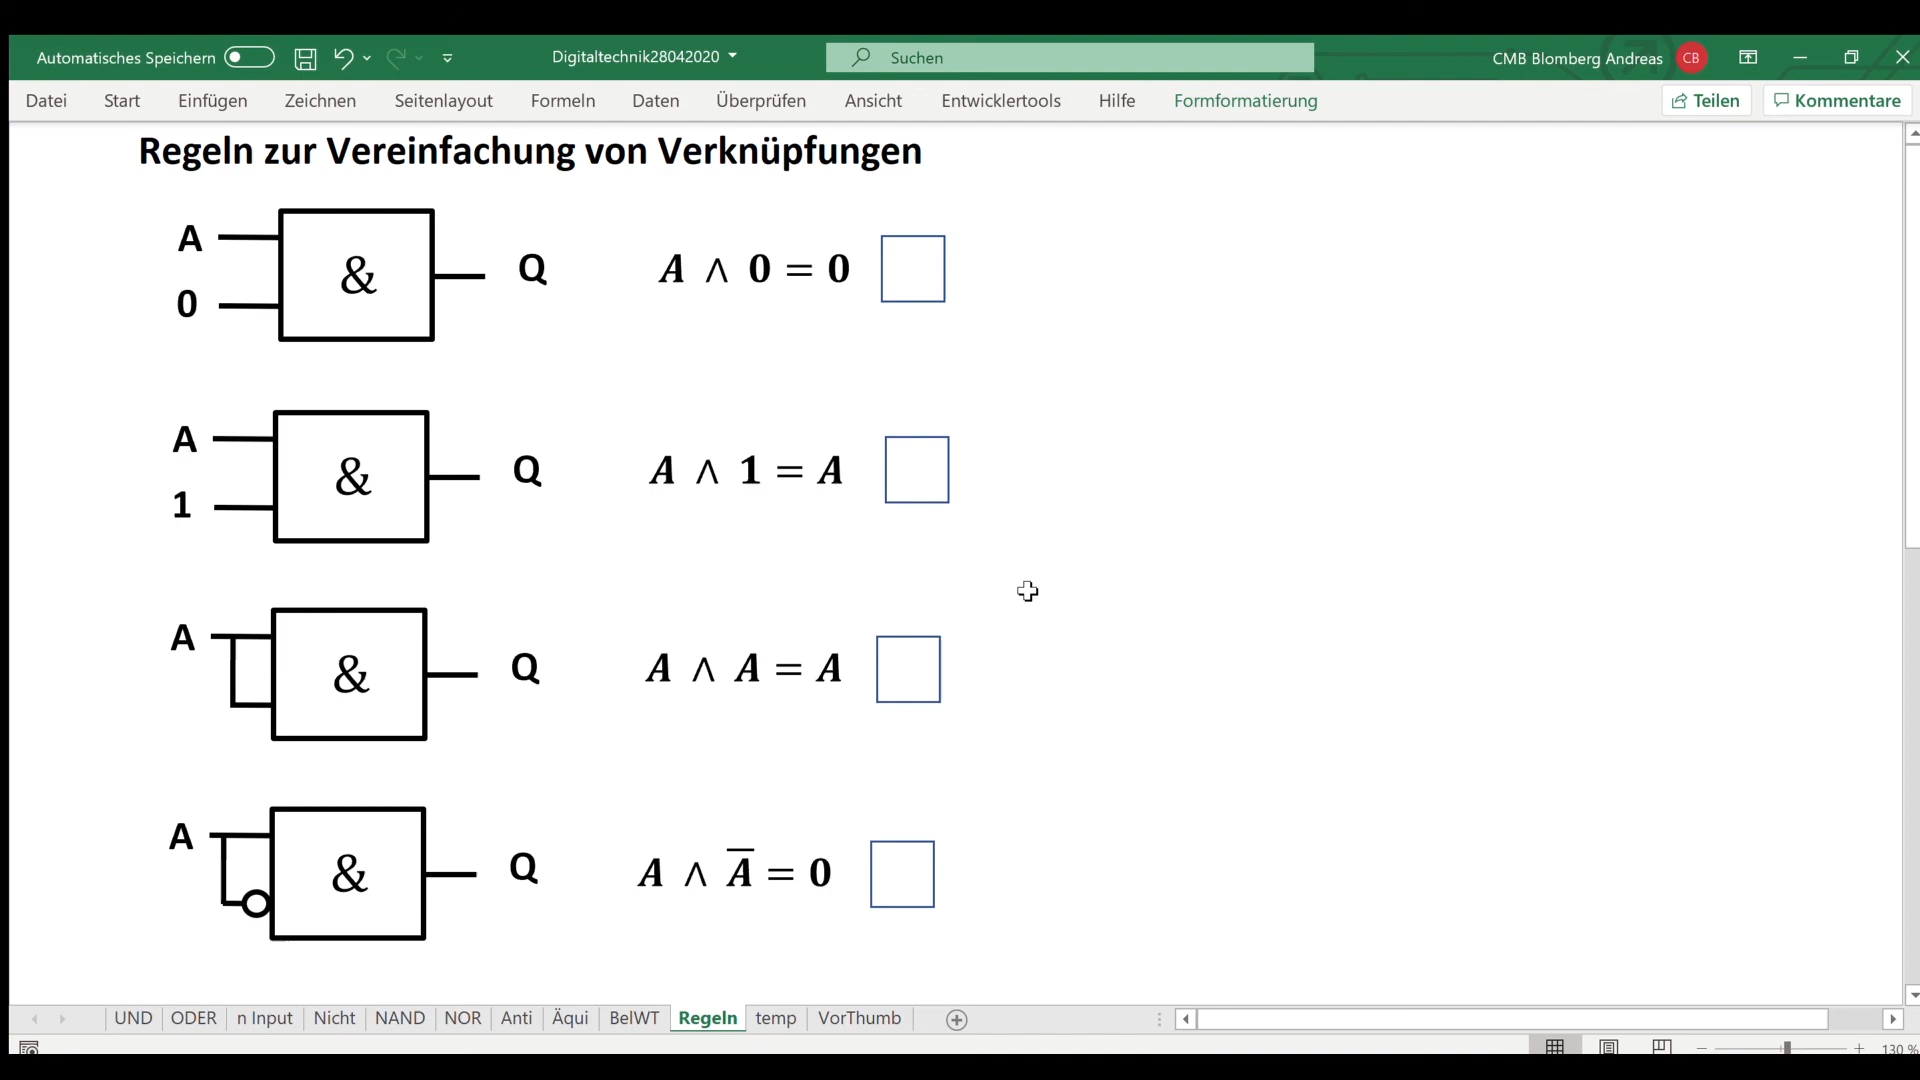 Automatisches Speichern
Digitaltechnik28042020
Suchen
CMB Blomberg Andreas CB
Datei Start Einfügen Zeichnen Seitenlayout Formeln Daten Überprüfen Ansicht Entwicklertools Hilfe Formformatierung Teilen Kommentare
Regeln zur Vereinfachung von Verknüpfungen
A
0
&
Q
A ∧ 0 = 0
A
1
&
Q
A ∧ 1 = A
A
&
Q
A ∧ A = A
A
&
Q
A ∧ A̅ = 0
UND ODER n Input Nicht NAND NOR Anti Äqui BelWT Regeln temp VorThumb
130 %